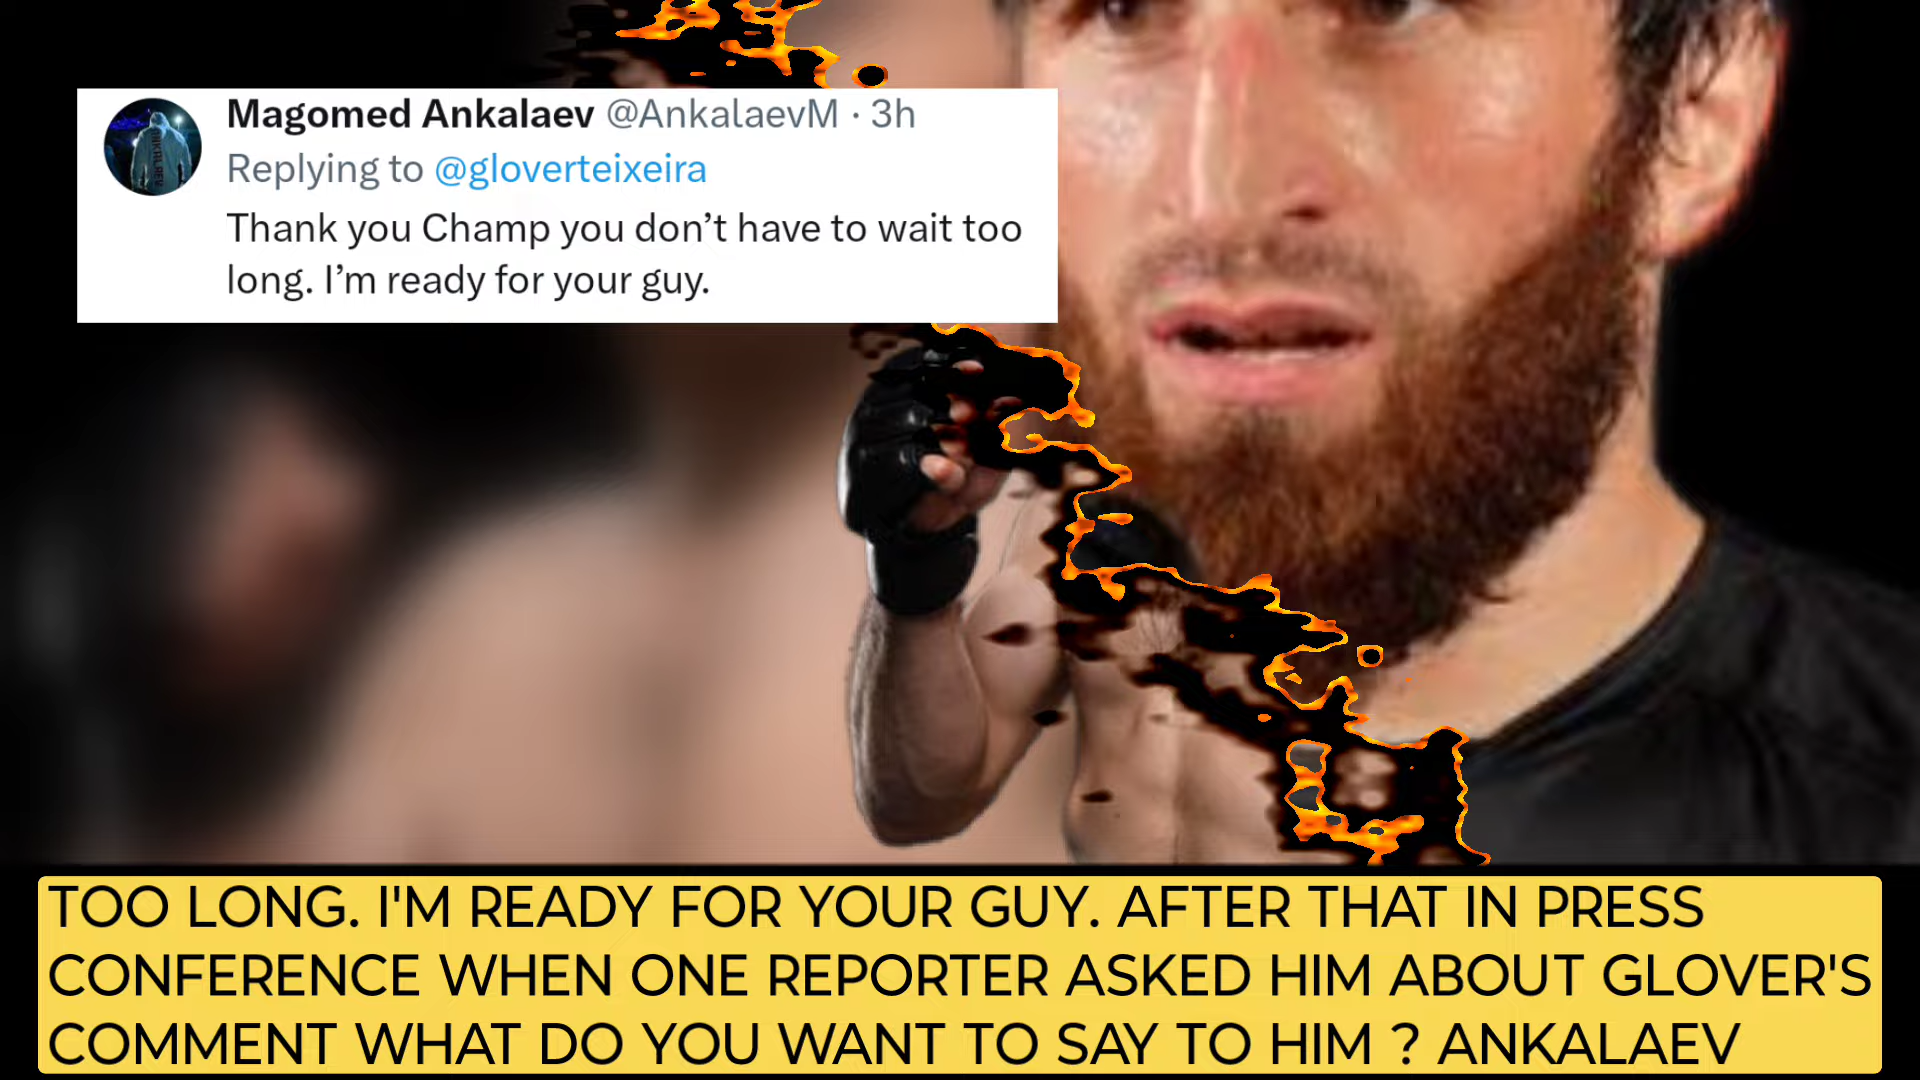 Magomed Ankalaev @AnkalaevM · 3h
Replying to @gloverteixeira
Thank you Champ you don’t have to wait too
long. I’m ready for your guy.
TOO LONG. I'M READY FOR YOUR GUY. AFTER THAT IN PRESS
CONFERENCE WHEN ONE REPORTER ASKED HIM ABOUT GLOVER'S
COMMENT WHAT DO YOU WANT TO SAY TO HIM ? ANKALAEV